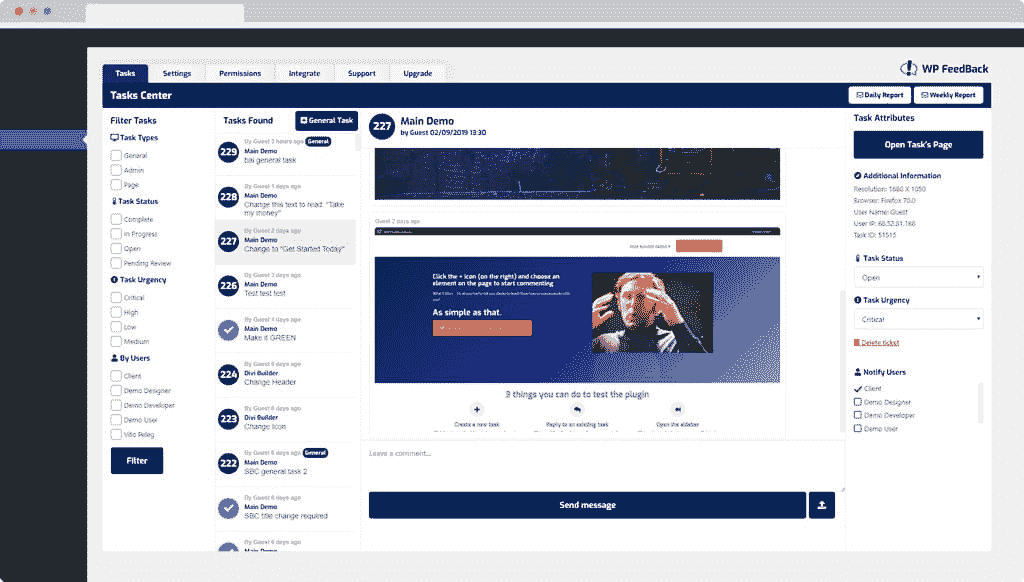 Tasks
Settings
Permissions
Integrate
Support
Upgrade
WP FeedBack
Tasks Center
Daily Report
Weekly Report
Filter Tasks
Task Types
General
Admin
Page
Task Status
Complete
In Progress
Open
Pending Review
Task Urgency
Critical
High
Low
Medium
By Users
Client
Demo Designer
Demo Developer
Demo User
Vito Peleg
Filter
Tasks Found
General Task
By Guest 3 hours ago General
229
Main Demo
bal general task
By Guest 1 days ago
228
Main Demo
Change this text to read: "Take
my money"
By Guest 2 days ago
227
Main Demo
Change to "Get Started Today"
By Guest 3 days ago
226
Main Demo
Test test test
By Guest 4 days ago
Main Demo
Make it GREEN
By Guest 6 days ago
224
Divi Builder
Change Header
By Guest 6 days ago
223
Divi Builder
Change Icon
By Guest 6 days ago General
222
Main Demo
SBC general task 2
By Guest 6 days ago
Main Demo
SBC title change required
By Guest 6 days ago
Main Demo
227
Main Demo
by Guest 02/09/2019 13:30
Guest 2 days ago
Click the + icon (on the right) and choose an
element on the page to start commenting
As simple as that.
3 things you can do to test the plugin
Create a new task
Reply to an existing task
Open the sidebar
Leave a comment...
Send message
Task Attributes
Open Task's Page
Additional Information
Resolution: 1680 X 1050
Browser: Firefox 70.0
User Name: Guest
Task ID: 51515
Task Status
Open
Task Urgency
Critical
Delete ticket
Notify Users
Client
Demo Designer
Demo Developer
Demo User